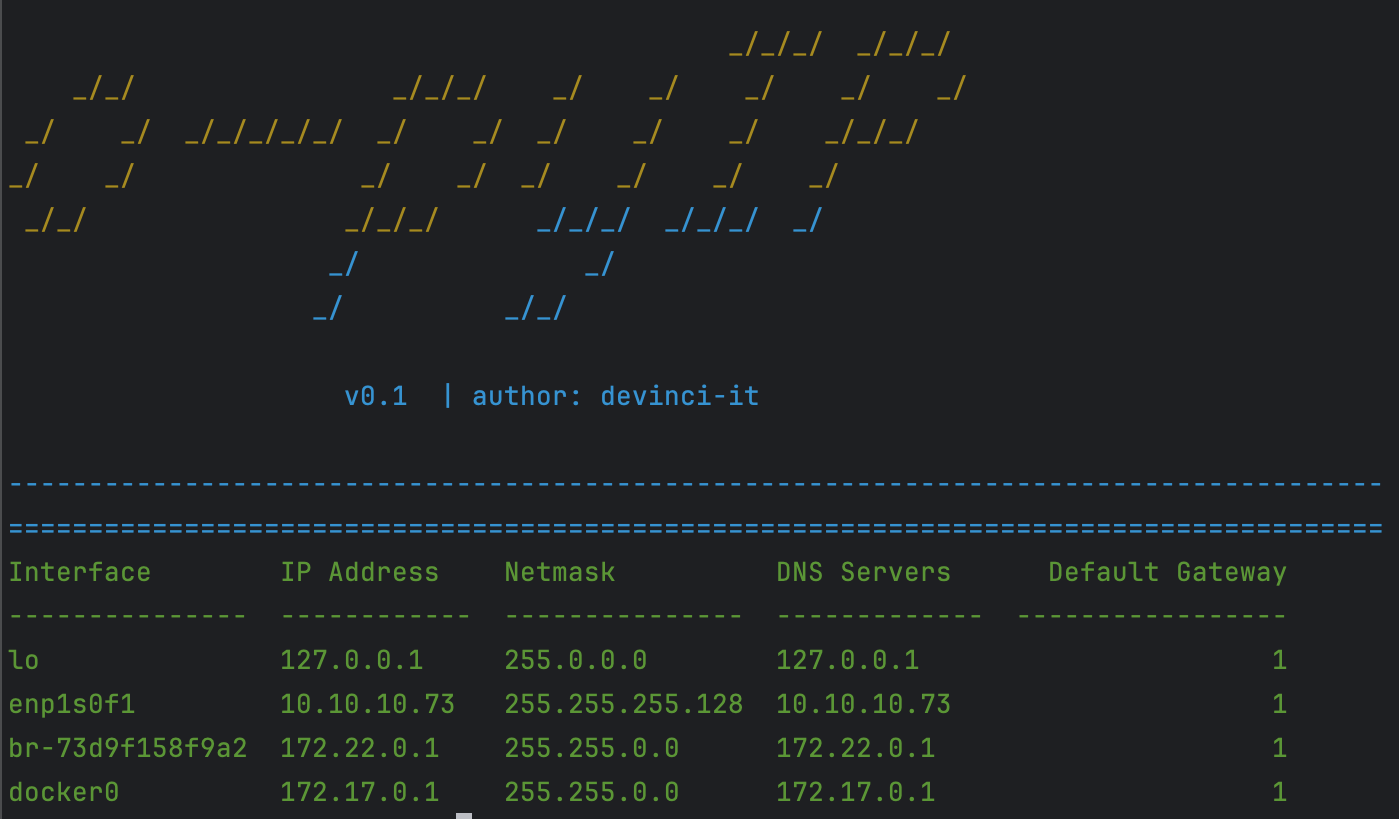 o-pyIP
v0.1 | author: devinci-it
--------------------------------------------------------------------------------------
======================================================================================
Interface IP Address Netmask DNS Servers Default Gateway
--------------- ------------ --------------- ------------- -----------------
lo 127.0.0.1 255.0.0.0 127.0.0.1 1
enp1s0f1 10.10.10.73 255.255.255.128 10.10.10.73 1
br-73d9f158f9a2 172.22.0.1 255.255.0.0 172.22.0.1 1
docker0 172.17.0.1 255.255.0.0 172.17.0.1 1